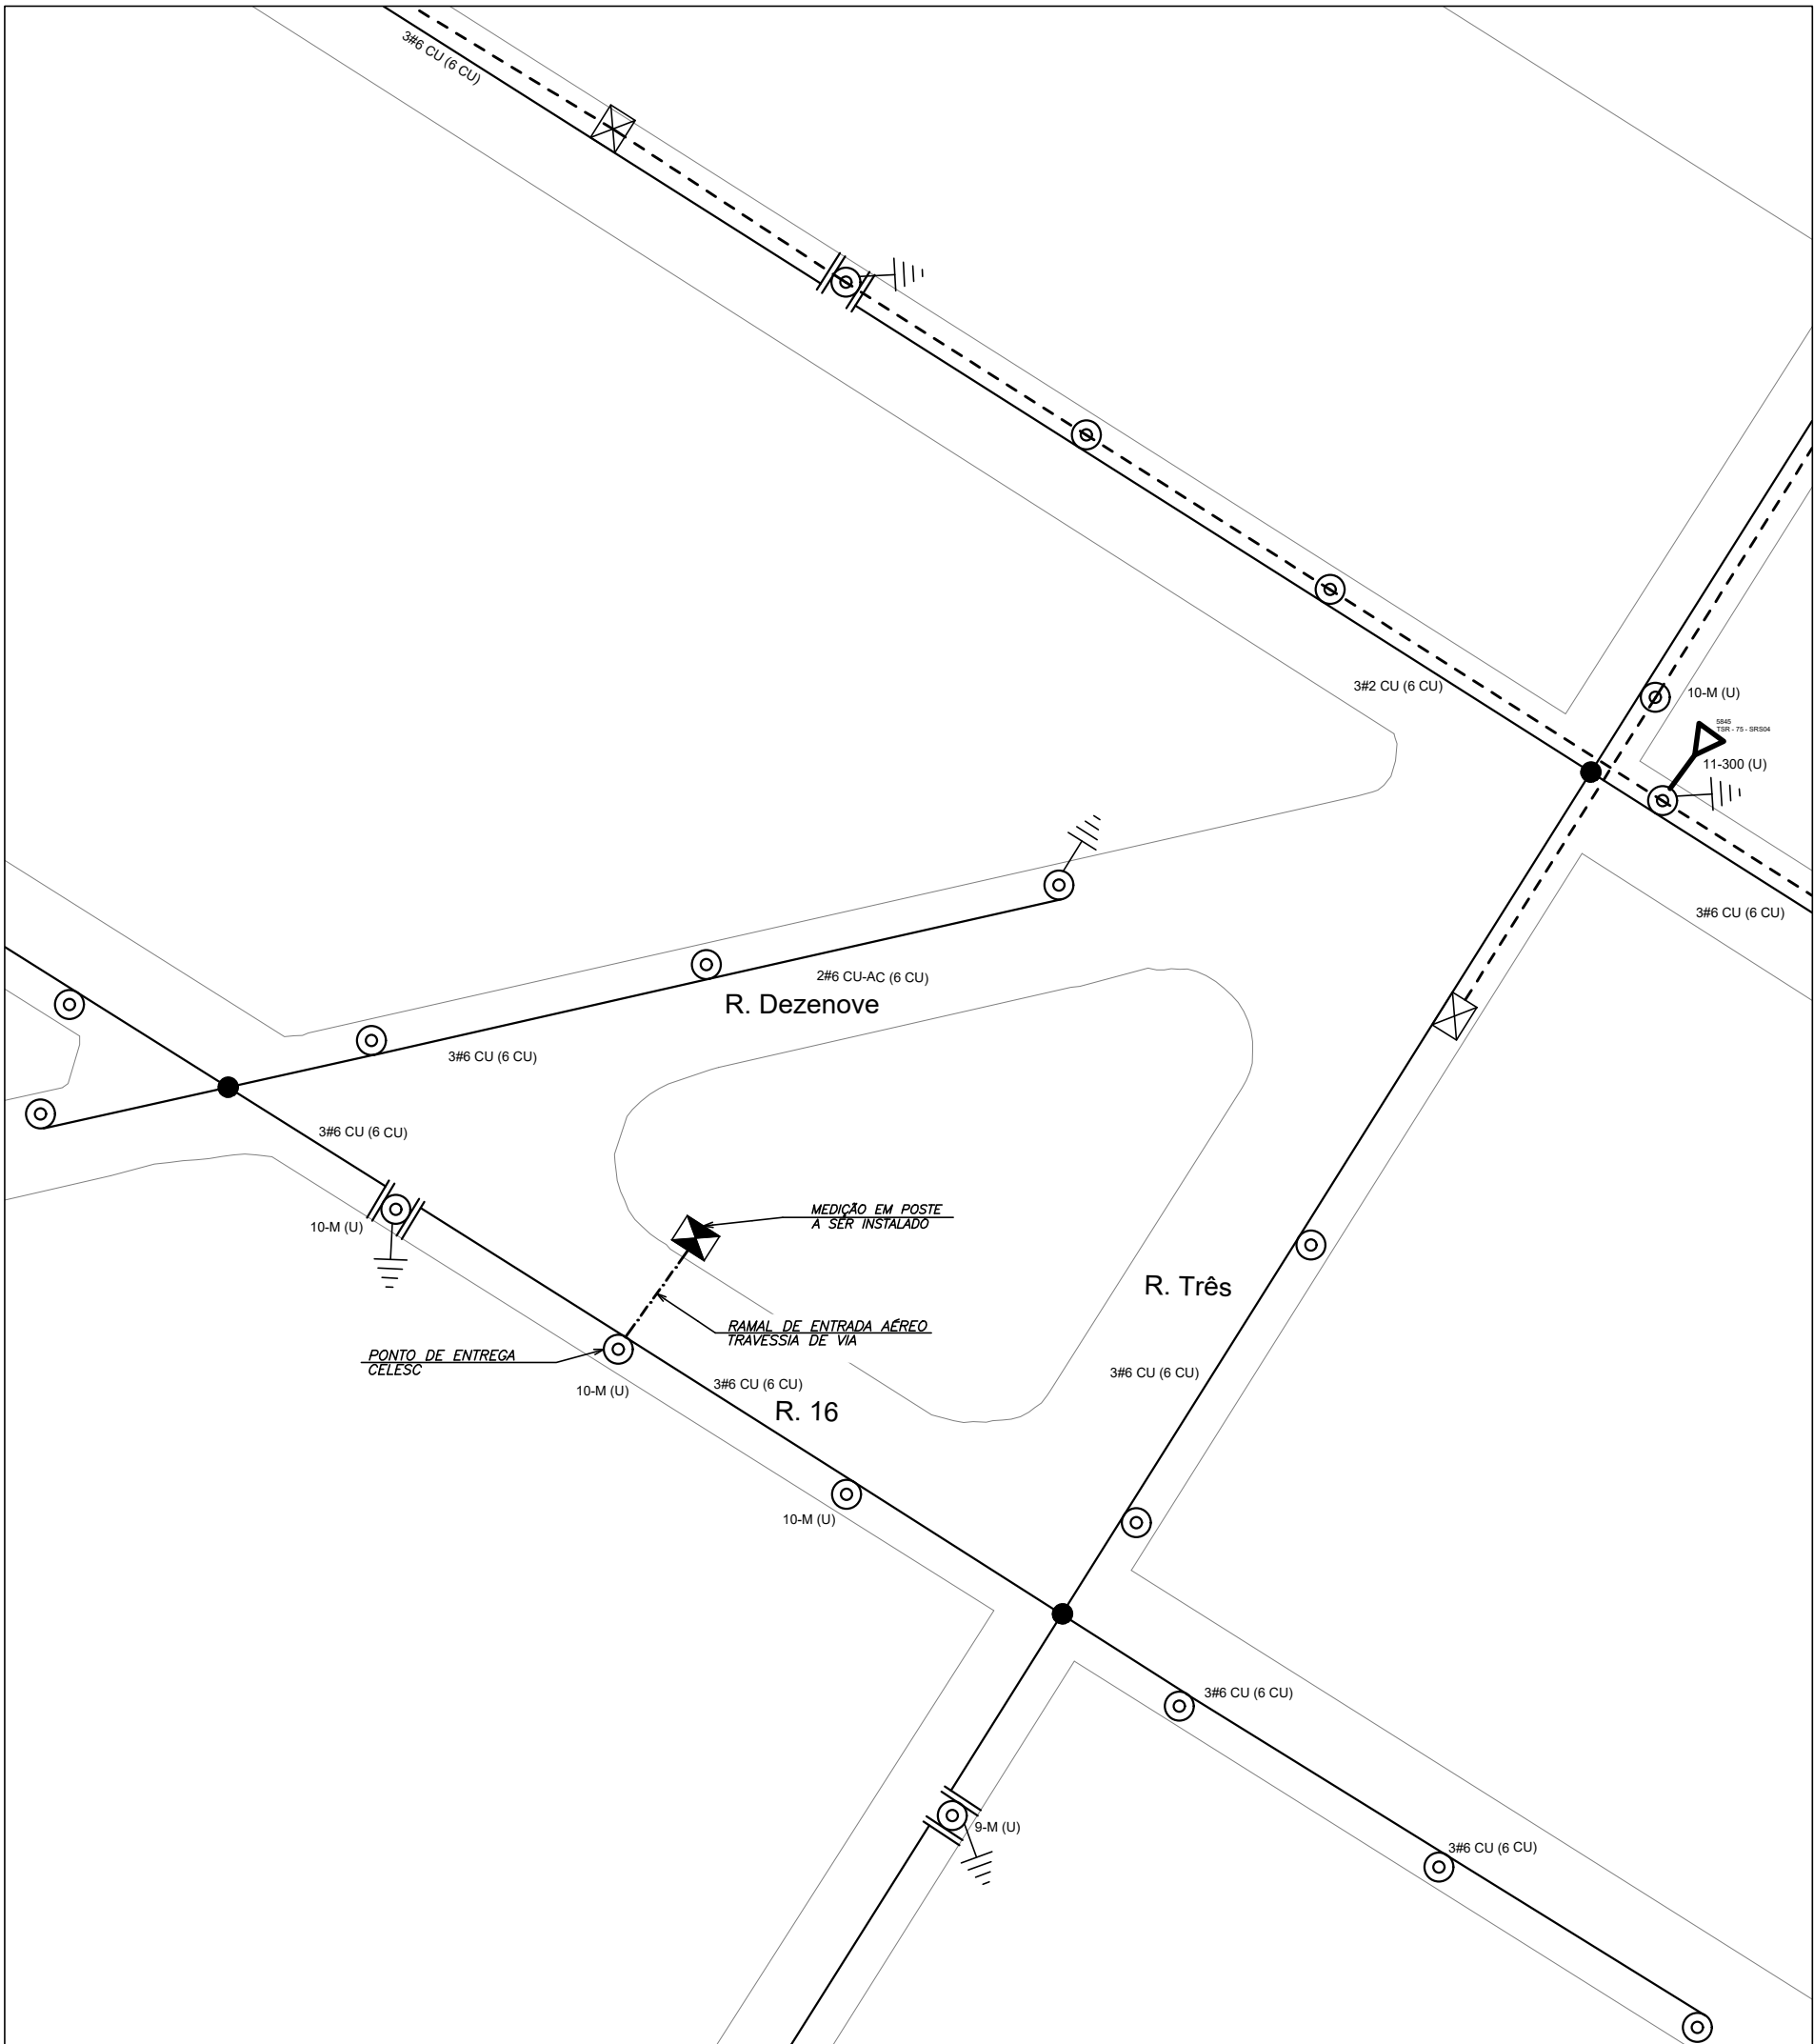 3#6 CU (6 CU)
3#2 CU (6 CU)
10-M (U)
5845
TSR - 75 - SRS04
11-300 (U)
3#6 CU (6 CU)
2#6 CU-AC (6 CU)
R. Dezenove
3#6 CU (6 CU)
3#6 CU (6 CU)
10-M (U)
MEDIÇÃO EM POSTE
A SER INSTALADO
R. Três
RAMAL DE ENTRADA AÉREO
TRAVESSIA DE VIA
PONTO DE ENTREGA
CELESC
10-M (U)
3#6 CU (6 CU)
3#6 CU (6 CU)
R. 16
10-M (U)
3#6 CU (6 CU)
9-M (U)
3#6 CU (6 CU)